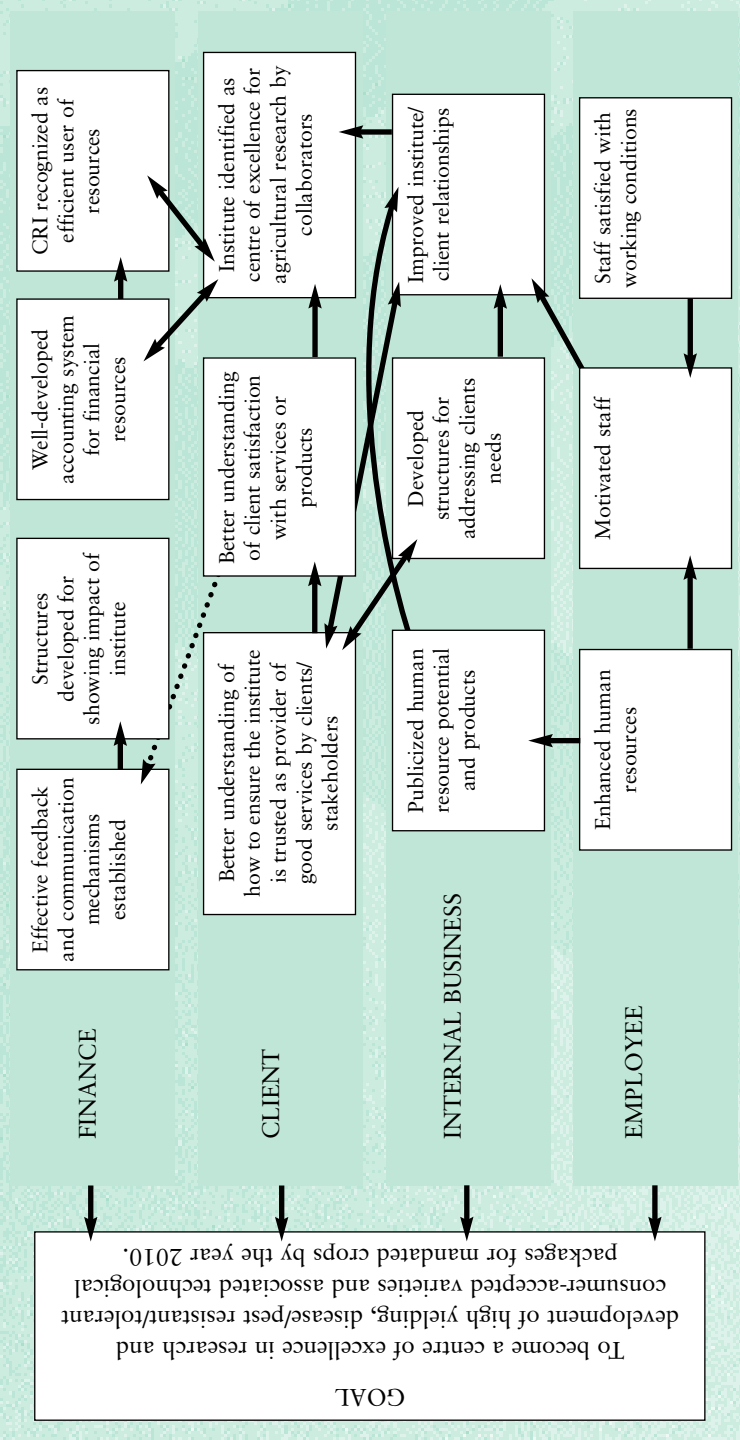 GOAL
To become a centre of excellence in research and
development of high yielding, disease/pest resistant/tolerant
consumer-accepted varieties and associated technological
packages for mandated crops by the year 2010.
FINANCE
Effective feedback
and communication
mechanisms
established
Structures
developed for
showing impact of
institute
Well-developed
accounting system
for financial
resources
CRI recognized as
efficient user of
resources
CLIENT
Better understanding of
how to ensure the institute
is trusted as provider of
good services by clients/
stakeholders
Better understanding
of client satisfaction
with services or
products
Institute identified as
centre of excellence for
agricultural research by
collaborators
INTERNAL BUSINESS
Publicized human
resource potential
and products
Developed
structures for
addressing clients
needs
Improved institute/
client relationships
EMPLOYEE
Enhanced human
resources
Motivated staff
Staff satisfied with
working conditions